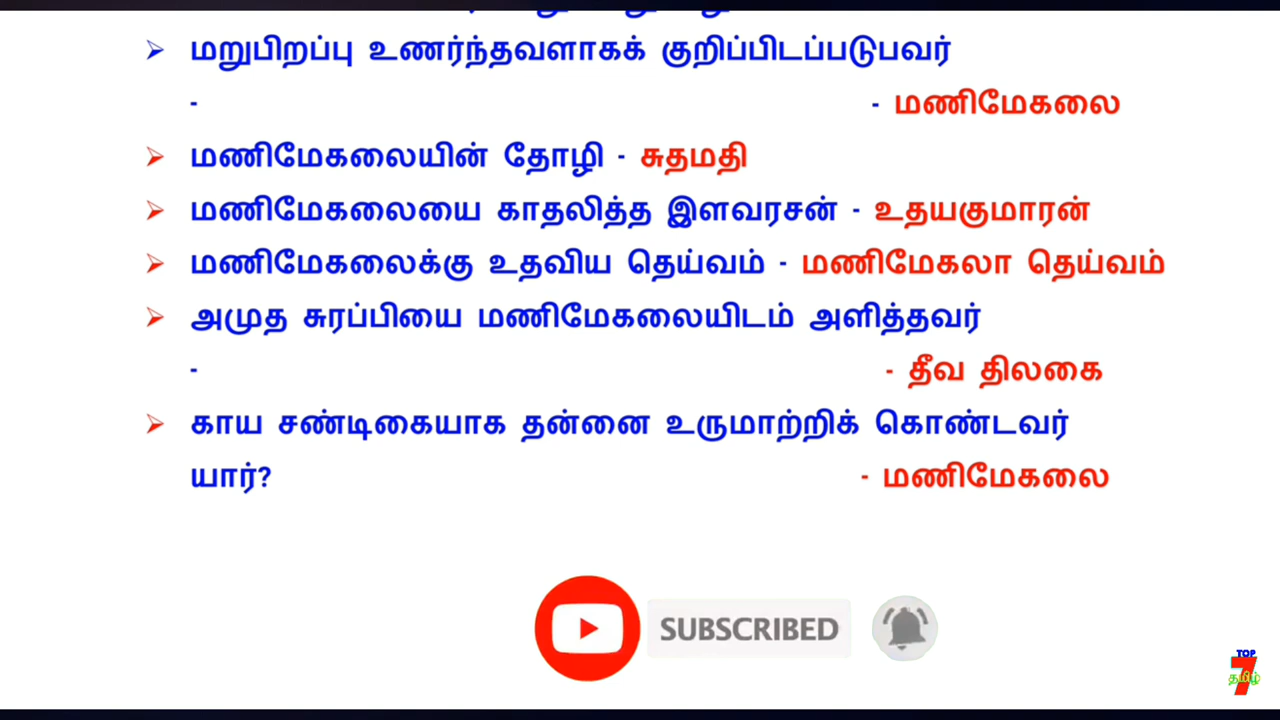 மறுபிறப்பு உணர்ந்தவளாகக் குறிப்பிடப்படுபவர்
- - மணிமேகலை
மணிமேகலையின் தோழி - சுதமதி
மணிமேகலையை காதலித்த இளவரசன் - உதயகுமாரன்
மணிமேகலைக்கு உதவிய தெய்வம் - மணிமேகலா தெய்வம்
அமுத சுரப்பியை மணிமேகலையிடம் அளித்தவர்
- - தீவ திலகை
காய சண்டிகையாக தன்னை உருமாற்றிக் கொண்டவர்
யார்? - மணிமேகலை
SUBSCRIBED
TOP
7
தமிழ்